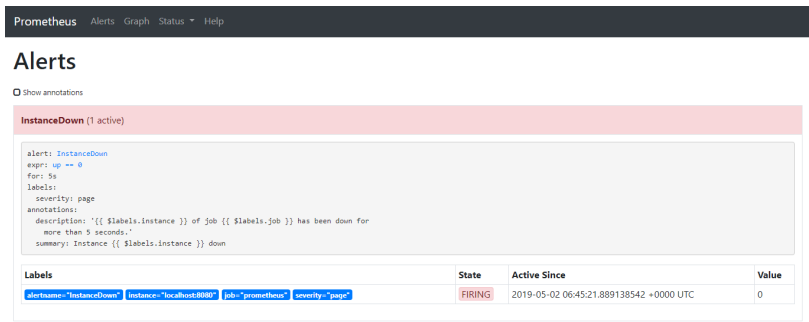 Prometheus Alerts Graph Status Help
Alerts
Show annotations
InstanceDown (1 active)
alert: InstanceDown
expr: up == 0
for: 5s
labels:
severity: page
annotations:
description: '{{ $labels.instance }} of job {{ $labels.job }} has been down for
more than 5 seconds.'
summary: Instance {{ $labels.instance }} down
Labels State Active Since Value
alertname="InstanceDown" instance="localhost:8080" job="prometheus" severity="page" FIRING 2019-05-02 06:45:21.889138542 +0000 UTC 0